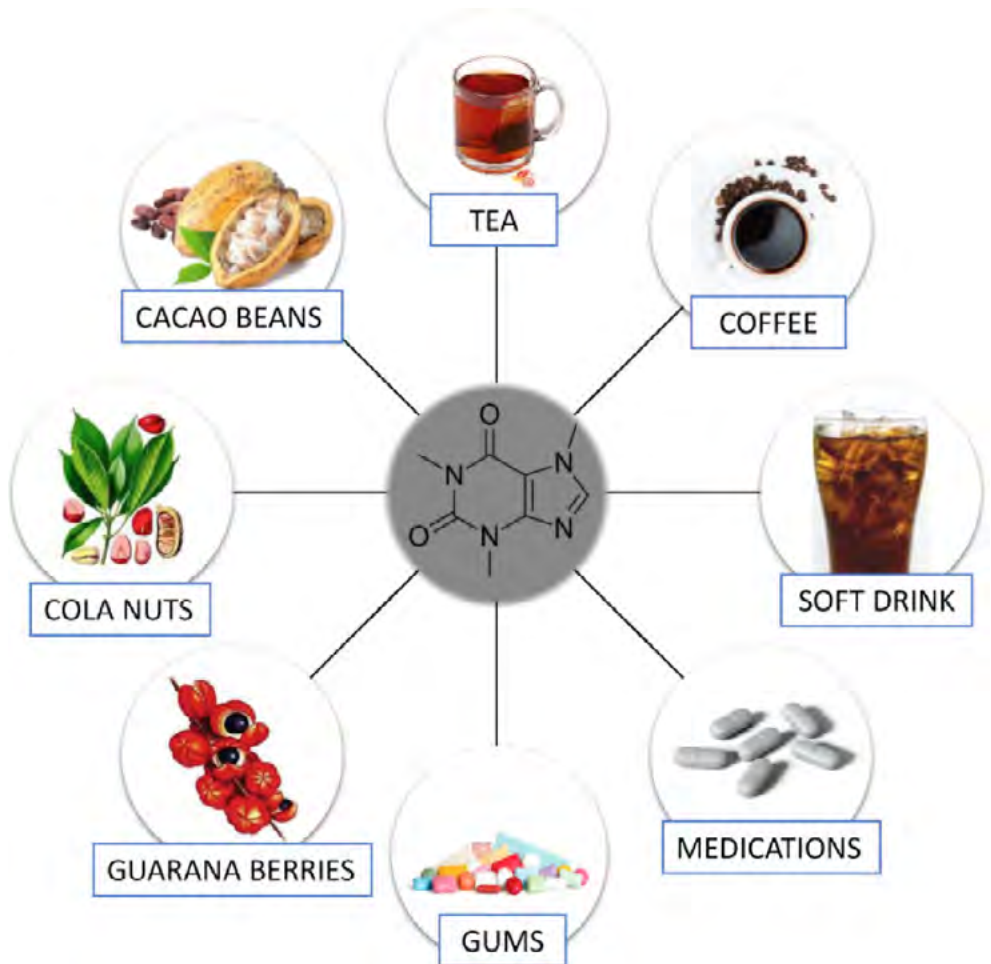 TEA
CACAO BEANS
COFFEE
O
N
N
O
N
N
COLA NUTS
SOFT DRINK
GUARANA BERRIES
MEDICATIONS
GUMS